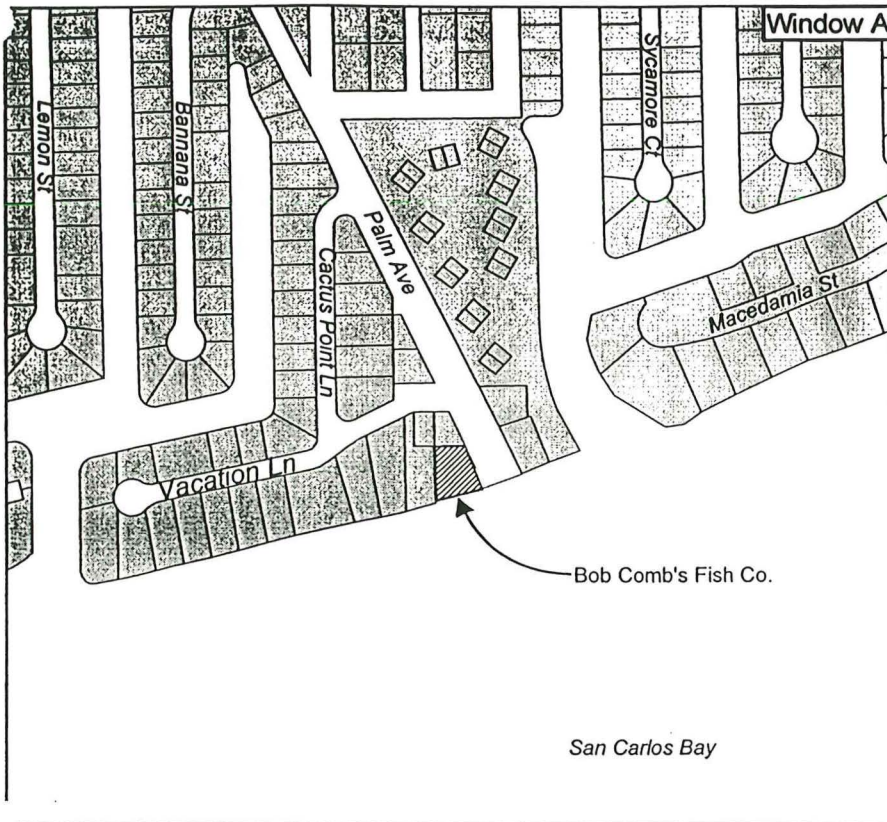 Window A
Lemon St
Bannana St
Sycamore Ct
Palm Ave
Cactus Point Ln
Macedamia St
Vacation Ln
Bob Comb's Fish Co.
San Carlos Bay